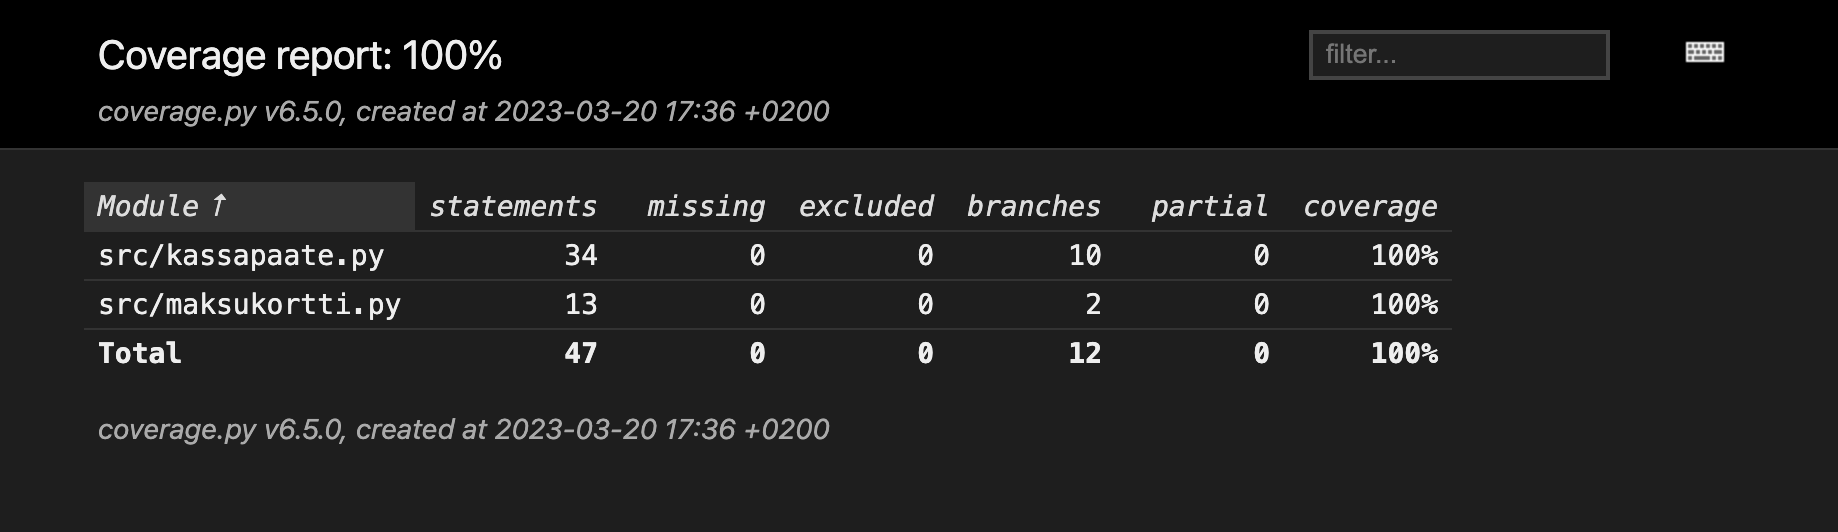 Coverage report: 100%
filter...
coverage.py v6.5.0, created at 2023-03-20 17:36 +0200
Module ↑ statements missing excluded branches partial coverage
src/kassapaate.py 34 0 0 10 0 100%
src/maksukortti.py 13 0 0 2 0 100%
Total 47 0 0 12 0 100%
coverage.py v6.5.0, created at 2023-03-20 17:36 +0200